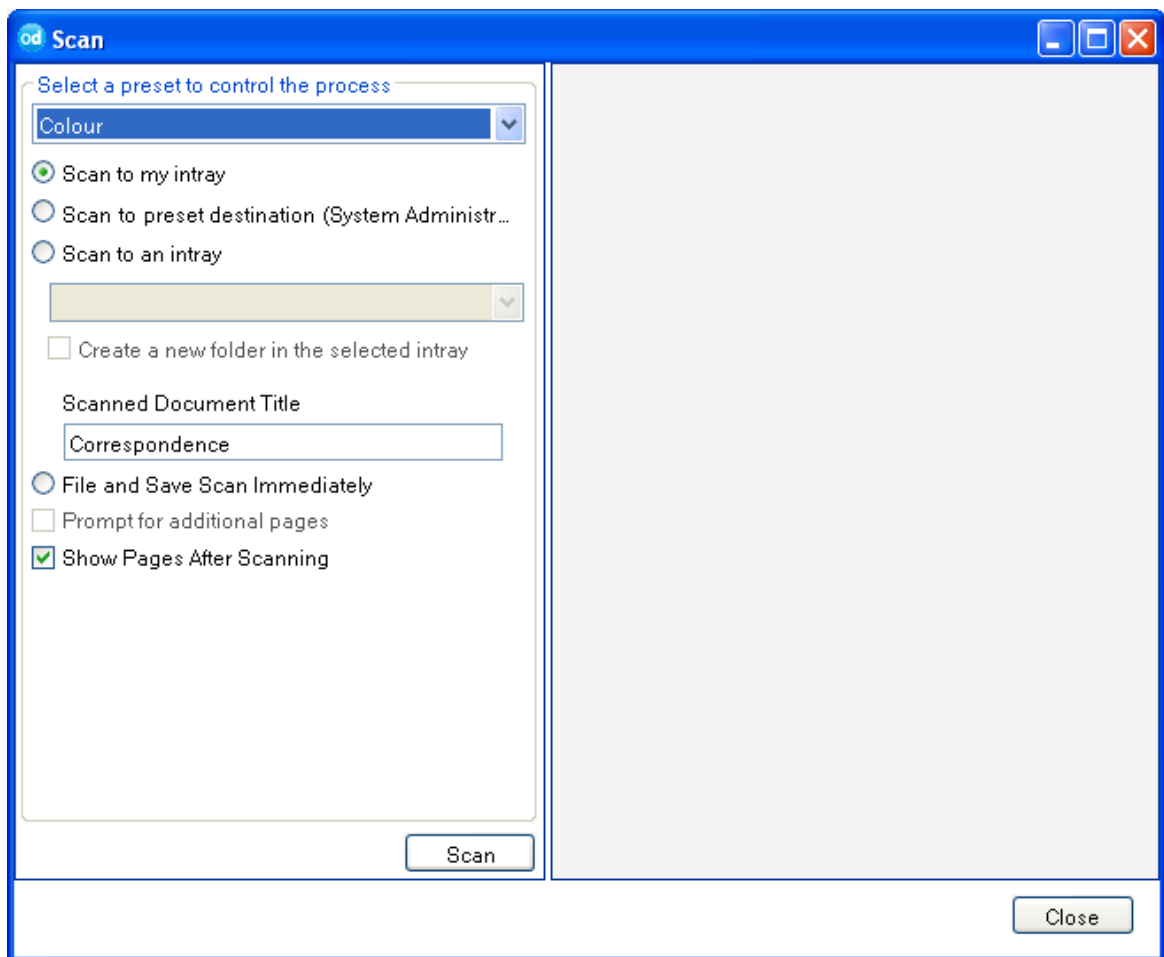 od Scan
Select a preset to control the process
Colour
Scan to my intray
Scan to preset destination (System Administr...
Scan to an intray
Create a new folder in the selected intray
Scanned Document Title
Correspondence
File and Save Scan Immediately
Prompt for additional pages
Show Pages After Scanning
Scan
Close